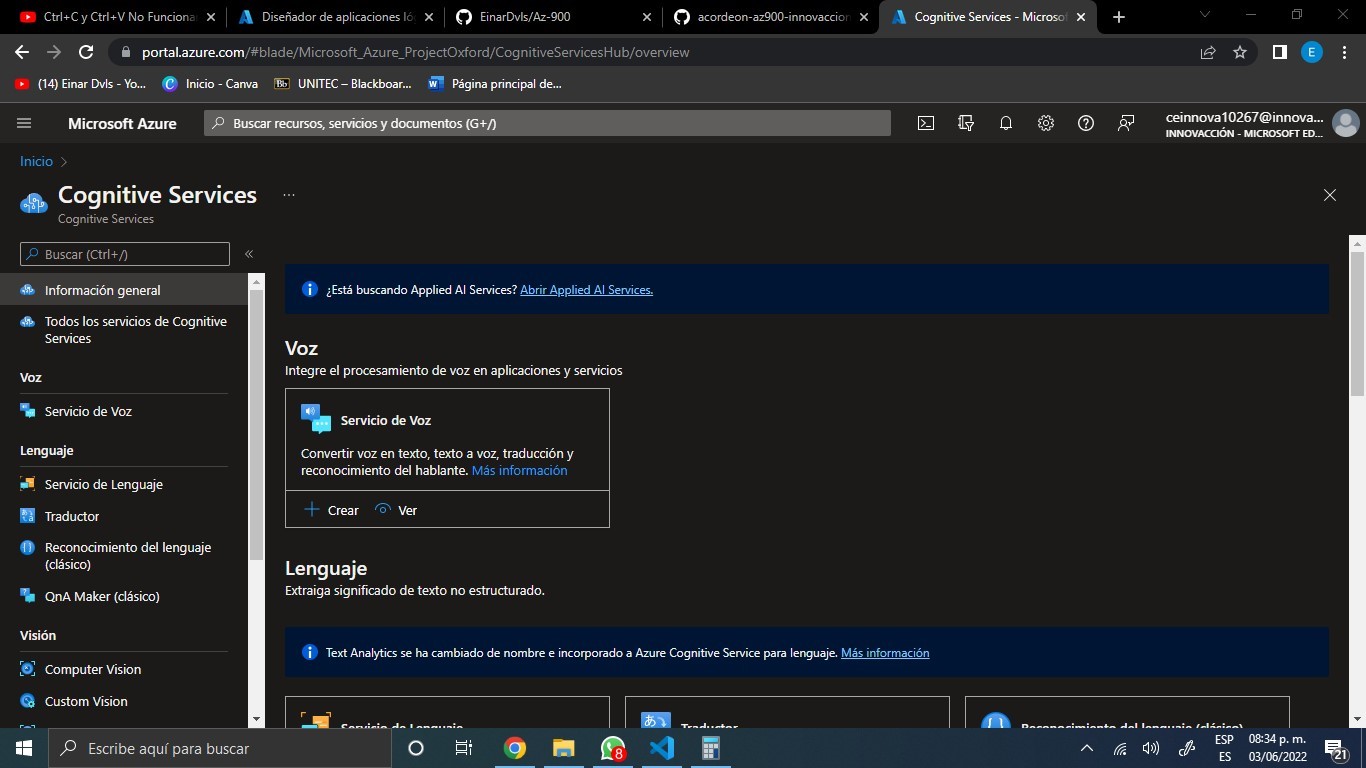 Ctrl+C y Ctrl+V No Funciona
Diseñador de aplicaciones ló
EinarDvls/Az-900
acordeon-az900-innovaccion
Cognitive Services - Microsof
portal.azure.com/#blade/Microsoft_Azure_ProjectOxford/CognitiveServicesHub/overview
E
(14) Einar Dvls - Yo...
Inicio - Canva
Bb
UNITEC – Blackboar...
Página principal de...
Microsoft Azure
Buscar recursos, servicios y documentos (G+/)
ceinnova10267@innova...
INNOVACCIÓN - MICROSOFT ED...
Inicio
Cognitive Services
...
Cognitive Services
Buscar (Ctrl+/)
«
Información general
Todos los servicios de Cognitive
Services
Voz
Servicio de Voz
Lenguaje
Servicio de Lenguaje
Traductor
Reconocimiento del lenguaje
(clásico)
QnA Maker (clásico)
Visión
Computer Vision
Custom Vision
¿Está buscando Applied AI Services? Abrir Applied AI Services.
Voz
Integre el procesamiento de voz en aplicaciones y servicios
Servicio de Voz
Convertir voz en texto, texto a voz, traducción y
reconocimiento del hablante. Más información
Crear
Ver
Lenguaje
Extraiga significado de texto no estructurado.
Text Analytics se ha cambiado de nombre e incorporado a Azure Cognitive Service para lenguaje. Más información
Servicio de Lenguaje
Traductor
Reconocimiento del lenguaje (clásico)
Escribe aquí para buscar
8
ESP
ES
08:34 p. m.
03/06/2022
21